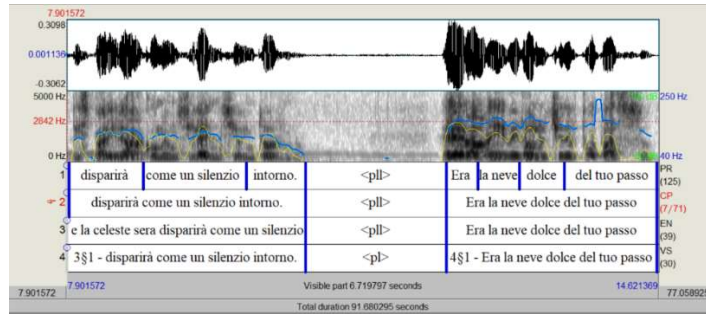 7.901572
0.3098
0.001136
-0.3062
5000 Hz
2842 Hz
0 Hz
250 Hz
40 Hz
1 disparirà come un silenzio intorno. <pll> Era la neve dolce del tuo passo PR (125)
2 disparirà come un silenzio intorno. <pll> Era la neve dolce del tuo passo CP (7/71)
3 e la celeste sera disparirà come un silenzio <pll> Era la neve dolce del tuo passo EN (39)
4 3§1 - disparirà come un silenzio intorno. <pl> 4§1 - Era la neve dolce del tuo passo VS (30)
7.901572 Visible part 6.719797 seconds 14.621369
7.901572 77.058925
Total duration 91.680295 seconds